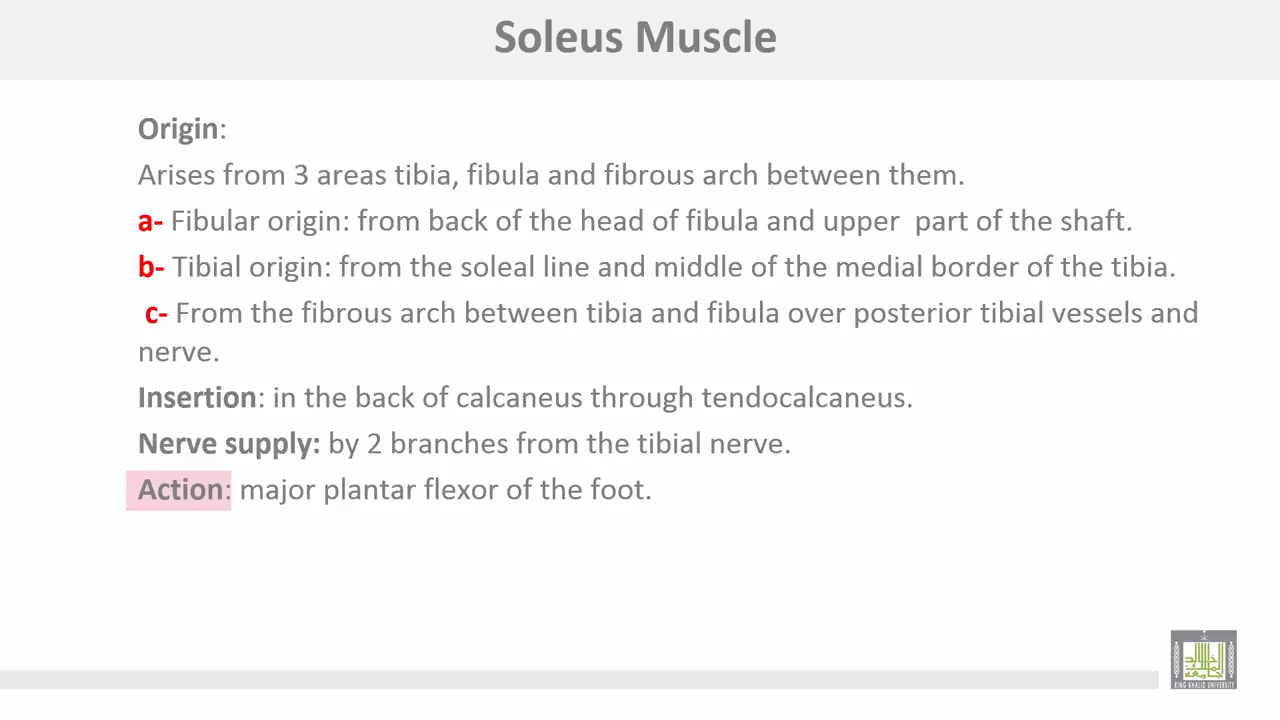 Soleus Muscle
Origin:
Arises from 3 areas tibia, fibula and fibrous arch between them.
a- Fibular origin: from back of the head of fibula and upper part of the shaft.
b- Tibial origin: from the soleal line and middle of the medial border of the tibia.
c- From the fibrous arch between tibia and fibula over posterior tibial vessels and
nerve.
Insertion: in the back of calcaneus through tendocalcaneus.
Nerve supply: by 2 branches from the tibial nerve.
Action: major plantar flexor of the foot.
KING KHALID UNIVERSITY